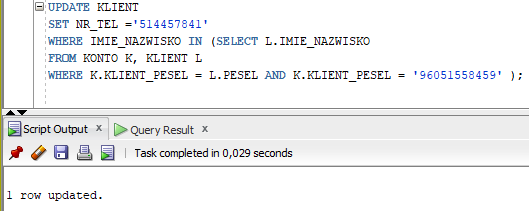 UPDATE KLIENT
SET NR_TEL ='514457841'
WHERE IMIE_NAZWISKO IN (SELECT L.IMIE_NAZWISKO
FROM KONTO K, KLIENT L
WHERE K.KLIENT_PESEL = L.PESEL AND K.KLIENT_PESEL = '96051558459' );
Script Output x Query Result x
Task completed in 0,029 seconds
1 row updated.